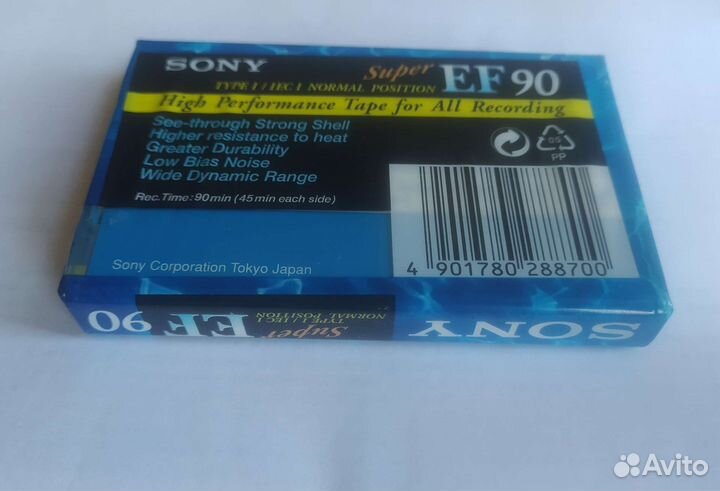 SONY
Super EF 90
TYPE I / IEC I NORMAL POSITION
High Performance Tape for All Recording
See-through Strong Shell
Higher resistance to heat
Greater Durability
Low Bias Noise
Wide Dynamic Range
Rec.Time: 90min (45min each side)
05
PP
4 901780 288700
Sony Corporation Tokyo Japan
SONY
Super EF 90
TYPE I / IEC I
NORMAL POSITION
Avito